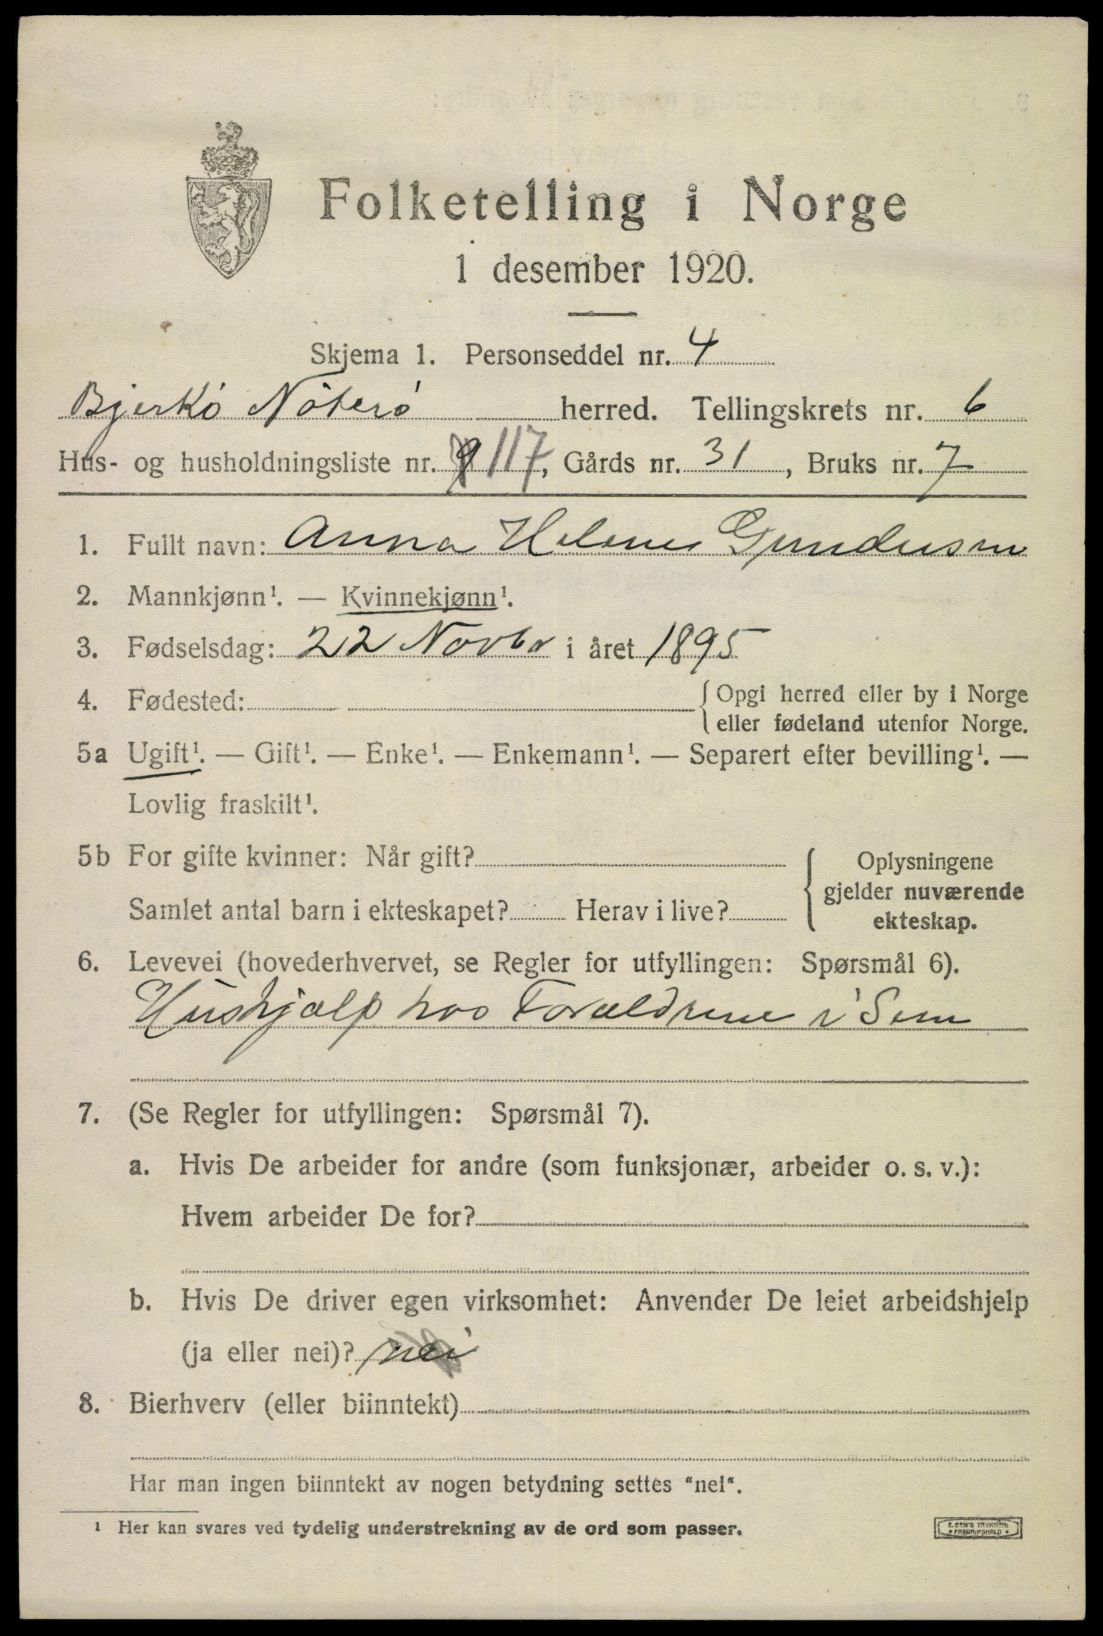 Folketelling i Norge
1 desember 1920.
Skjema 1. Personseddel nr. 4
Bjerkö Nöterö herred. Tellingskrets nr. 6
Hus- og husholdningsliste nr. 117, Gårds nr. 31, Bruks nr. 7
1. Fullt navn: Anna Helene Gundersen
2. Mannkjønn¹. — Kvinnekjønn¹.
3. Fødselsdag: 22 Novbr i året 1895
4. Fødested: { Opgi herred eller by i Norge
eller fødeland utenfor Norge.
5a Ugift¹. — Gift¹. — Enke¹. — Enkemann¹. — Separert efter bevilling¹. —
Lovlig fraskilt¹.
5b For gifte kvinner: Når gift?
Samlet antal barn i ekteskapet? Herav i live?
Oplysningene
gjelder nuværende
ekteskap.
6. Levevei (hovederhvervet, se Regler for utfyllingen: Spørsmål 6).
Hushjælp hos Forældrene i Sem
7. (Se Regler for utfyllingen: Spørsmål 7).
a. Hvis De arbeider for andre (som funksjonær, arbeider o. s. v.):
Hvem arbeider De for?
b. Hvis De driver egen virksomhet: Anvender De leiet arbeidshjelp
(ja eller nei)? nei
8. Bierhverv (eller biinntekt)
Har man ingen biinntekt av nogen betydning settes "nei".
¹ Her kan svares ved tydelig understrekning av de ord som passer.